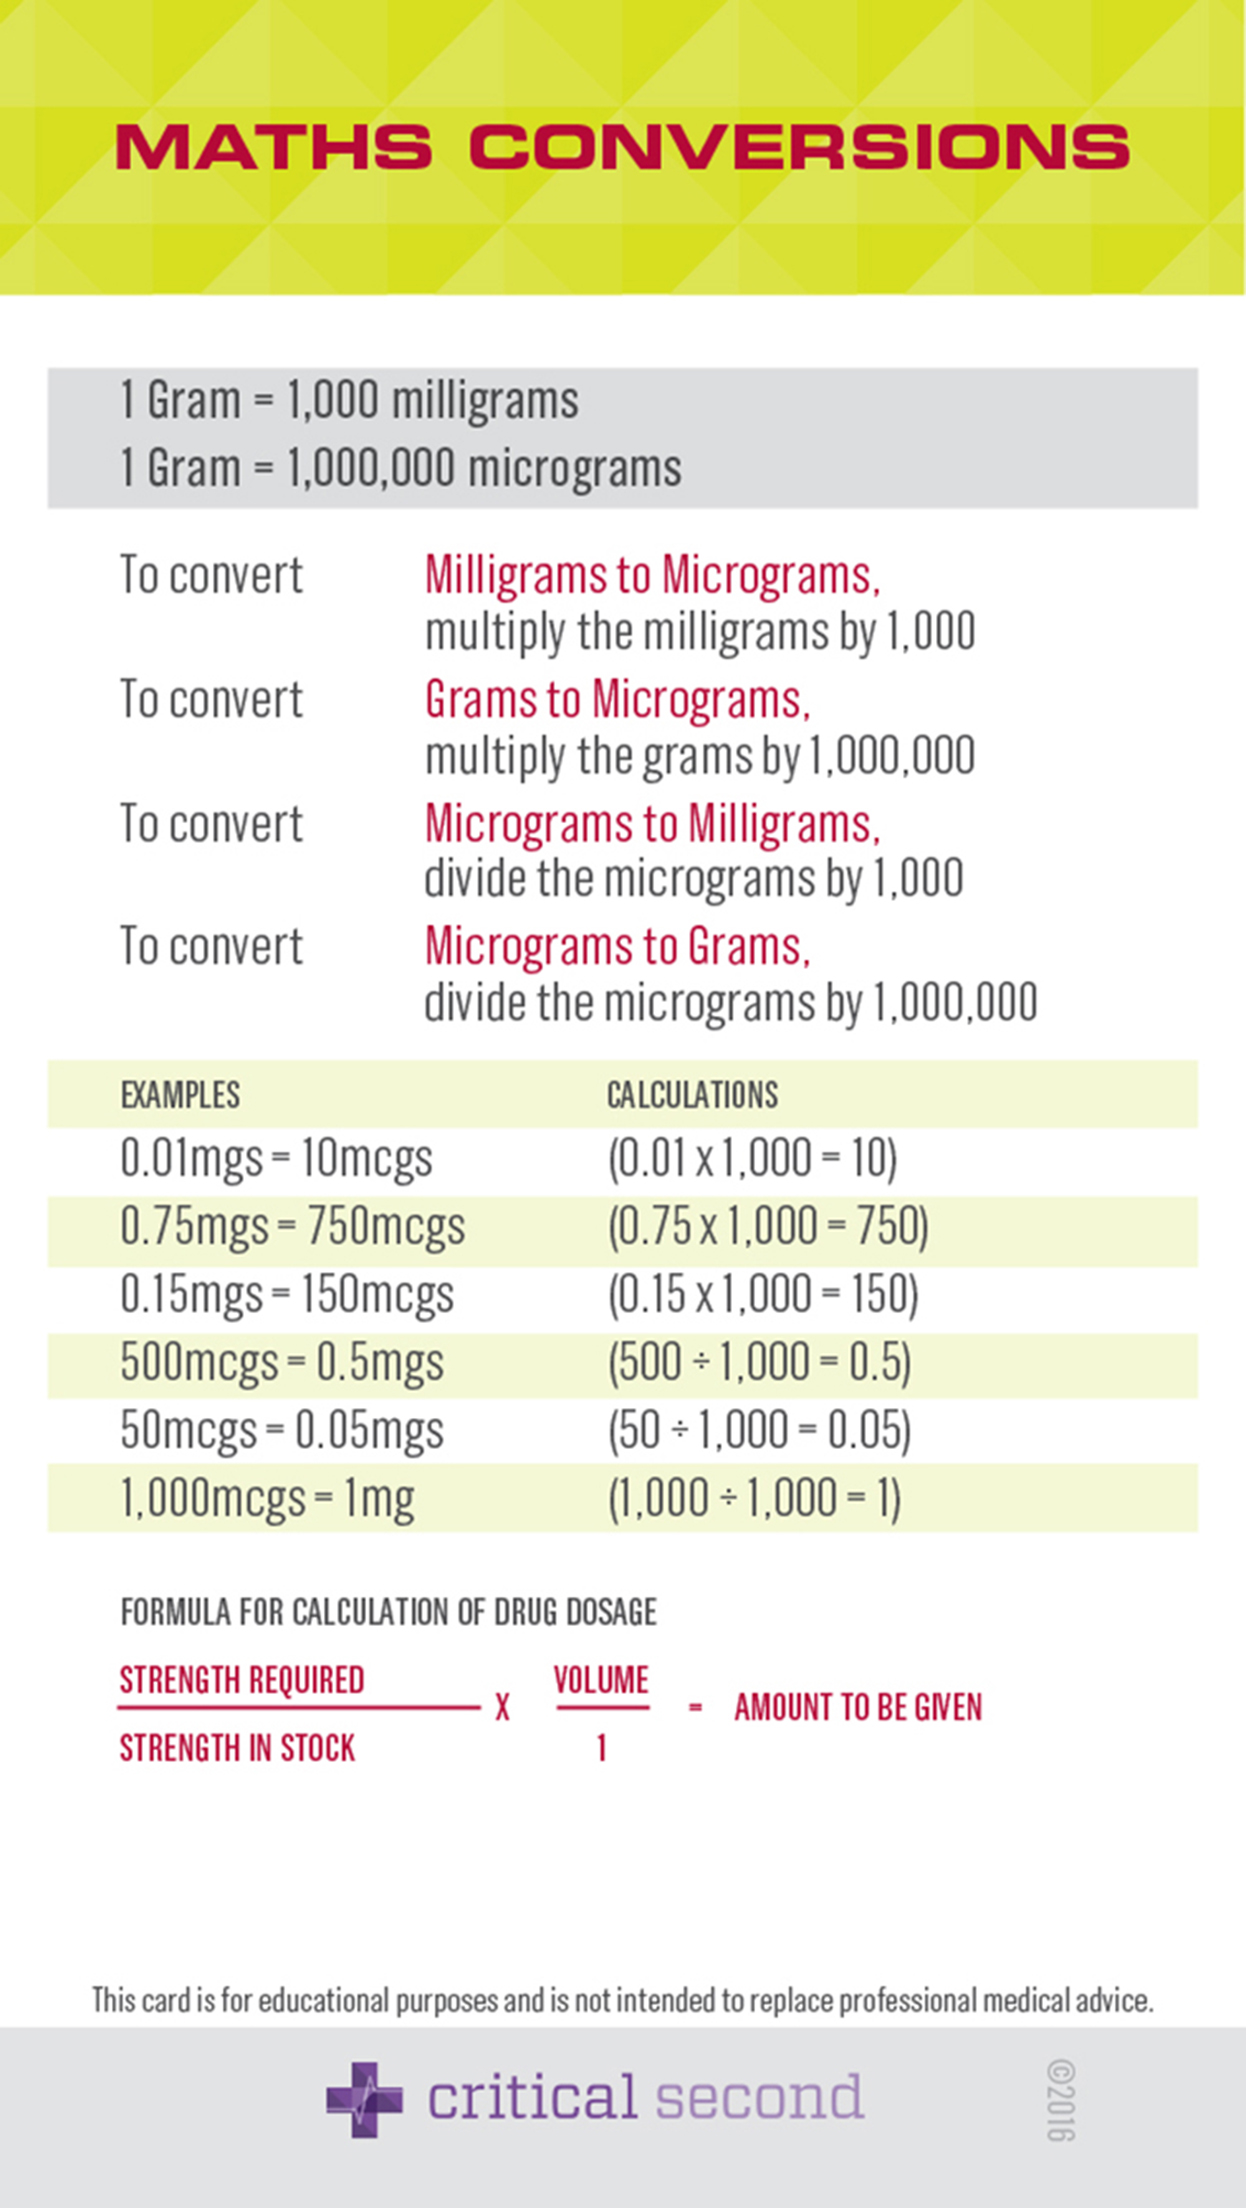 MATHS CONVERSIONS
1 Gram = 1,000 milligrams
1 Gram = 1,000,000 micrograms
To convert Milligrams to Micrograms,
multiply the milligrams by 1,000
To convert Grams to Micrograms,
multiply the grams by 1,000,000
To convert Micrograms to Milligrams,
divide the micrograms by 1,000
To convert Micrograms to Grams,
divide the micrograms by 1,000,000
EXAMPLES CALCULATIONS
0.01mgs = 10mcgs (0.01 x 1,000 = 10)
0.75mgs = 750mcgs (0.75 x 1,000 = 750)
0.15mgs = 150mcgs (0.15 x 1,000 = 150)
500mcgs = 0.5mgs (500 ÷ 1,000 = 0.5)
50mcgs = 0.05mgs (50 ÷ 1,000 = 0.05)
1,000mcgs = 1mg (1,000 ÷ 1,000 = 1)
FORMULA FOR CALCULATION OF DRUG DOSAGE
STRENGTH REQUIRED VOLUME
X = AMOUNT TO BE GIVEN
STRENGTH IN STOCK 1
This card is for educational purposes and is not intended to replace professional medical advice.
critical second
©2016